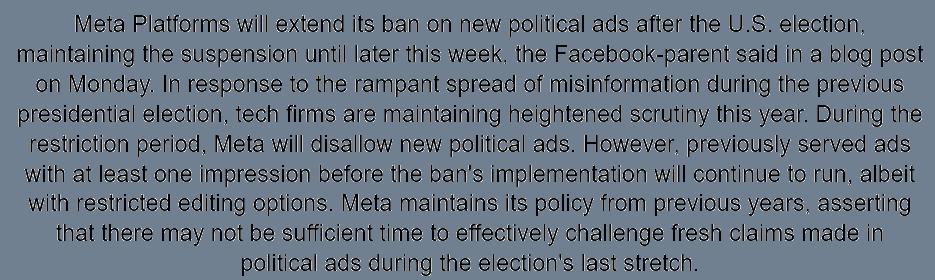 Meta Platforms will extend its ban on new political ads after the U.S. election,
maintaining the suspension until later this week, the Facebook-parent said in a blog post
on Monday. In response to the rampant spread of misinformation during the previous
presidential election, tech firms are maintaining heightened scrutiny this year. During the
restriction period, Meta will disallow new political ads. However, previously served ads
with at least one impression before the ban's implementation will continue to run, albeit
with restricted editing options. Meta maintains its policy from previous years, asserting
that there may not be sufficient time to effectively challenge fresh claims made in
political ads during the election's last stretch.